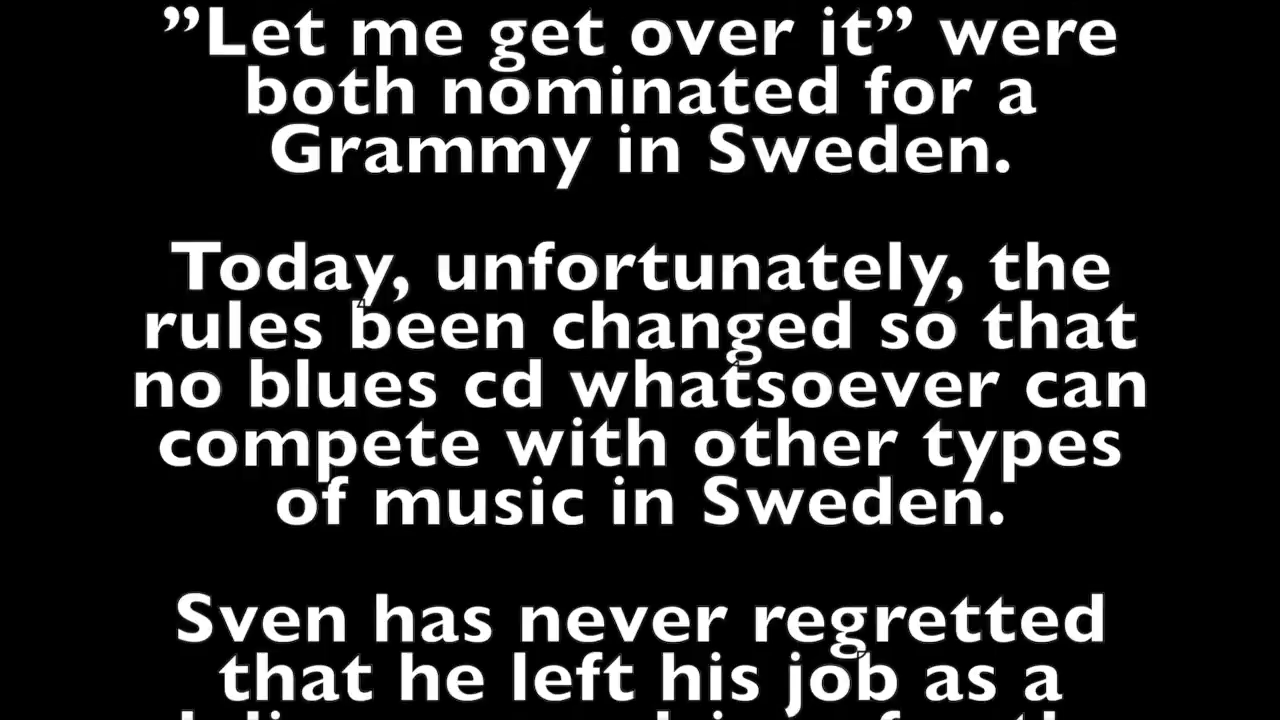 ”Let me get over it” were
both nominated for a
Grammy in Sweden.
Today, unfortunately, the
rules been changed so that
no blues cd whatsoever can
compete with other types
of music in Sweden.
Sven has never regretted
that he left his job as a